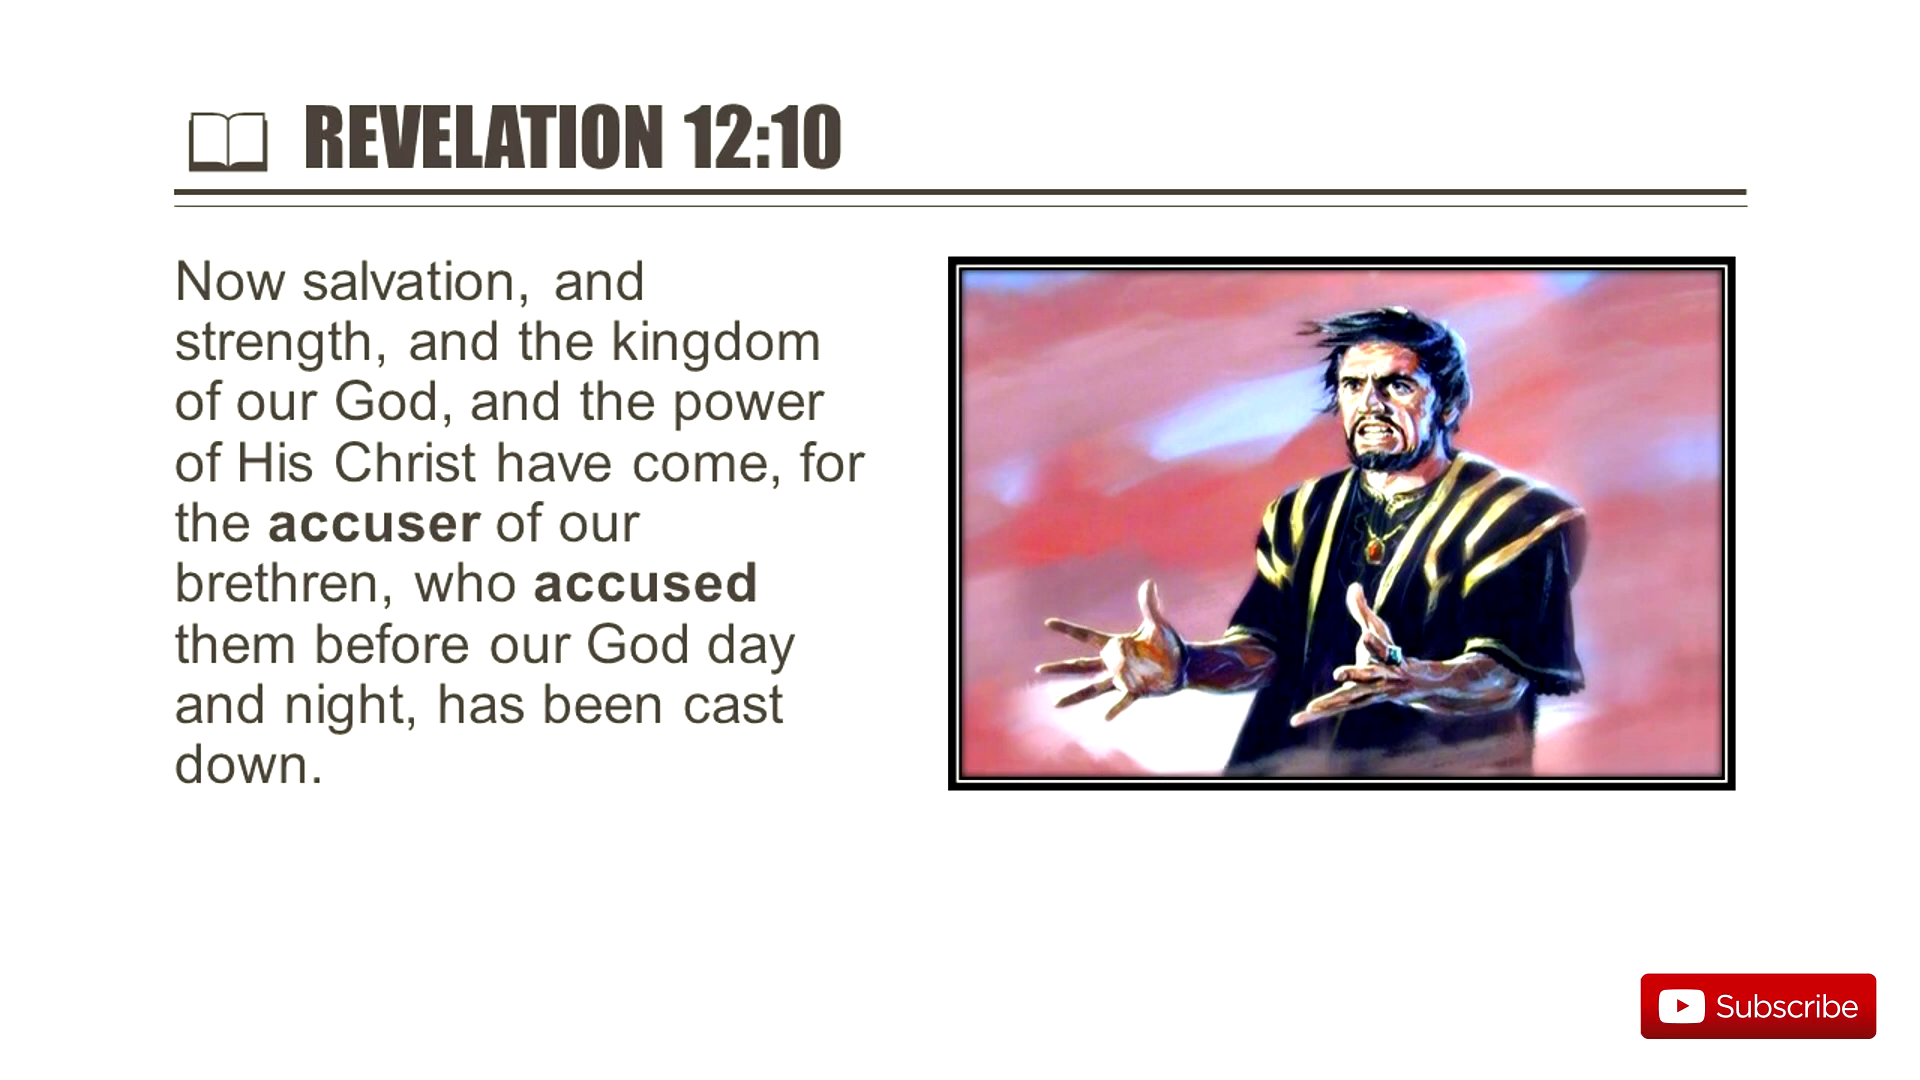 REVELATION 12:10
Now salvation, and
strength, and the kingdom
of our God, and the power
of His Christ have come, for
the accuser of our
brethren, who accused
them before our God day
and night, has been cast
down.
Subscribe